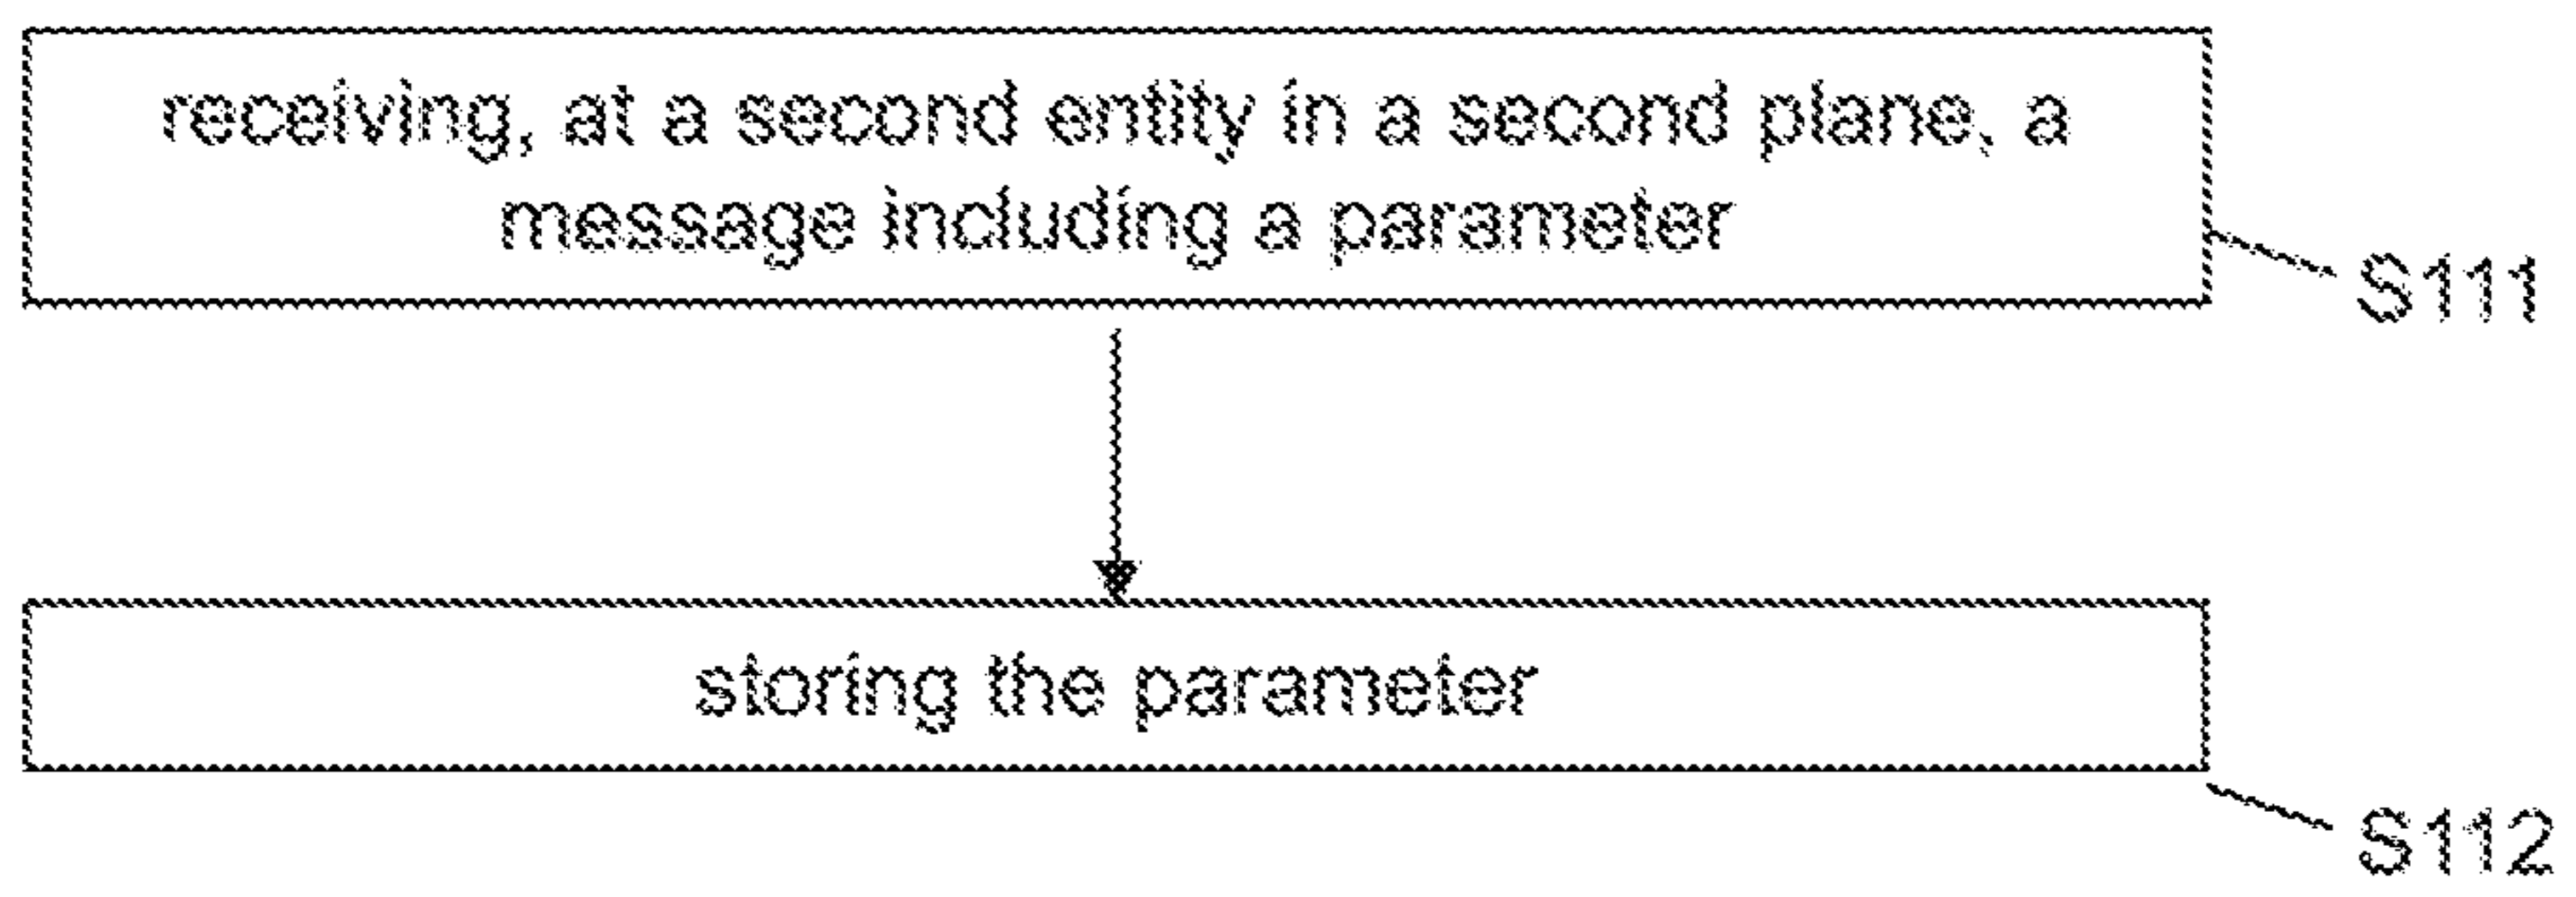 receiving, at a second entity in a second plane, a
message including a parameter
S111
storing the parameter
S112